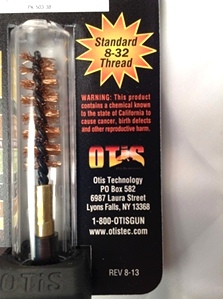 Standard
8-32
Thread
WARNING: This product
contains a chemical known
to the state of California to
cause cancer, birth defects
and other reproductive harm.
OTIS
Otis Technology
PO Box 582
6987 Laura Street
Lyons Falls, NY 13368
1-800-OTISGUN
www.otistec.com
OTIS
REV 8-13